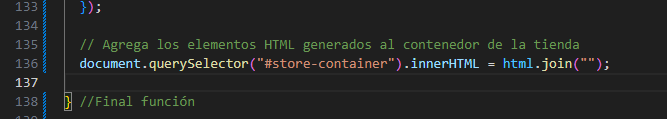 133 });
134
135 // Agrega los elementos HTML generados al contenedor de la tienda
136 document.querySelector("#store-container").innerHTML = html.join("");
137
138 } //Final función